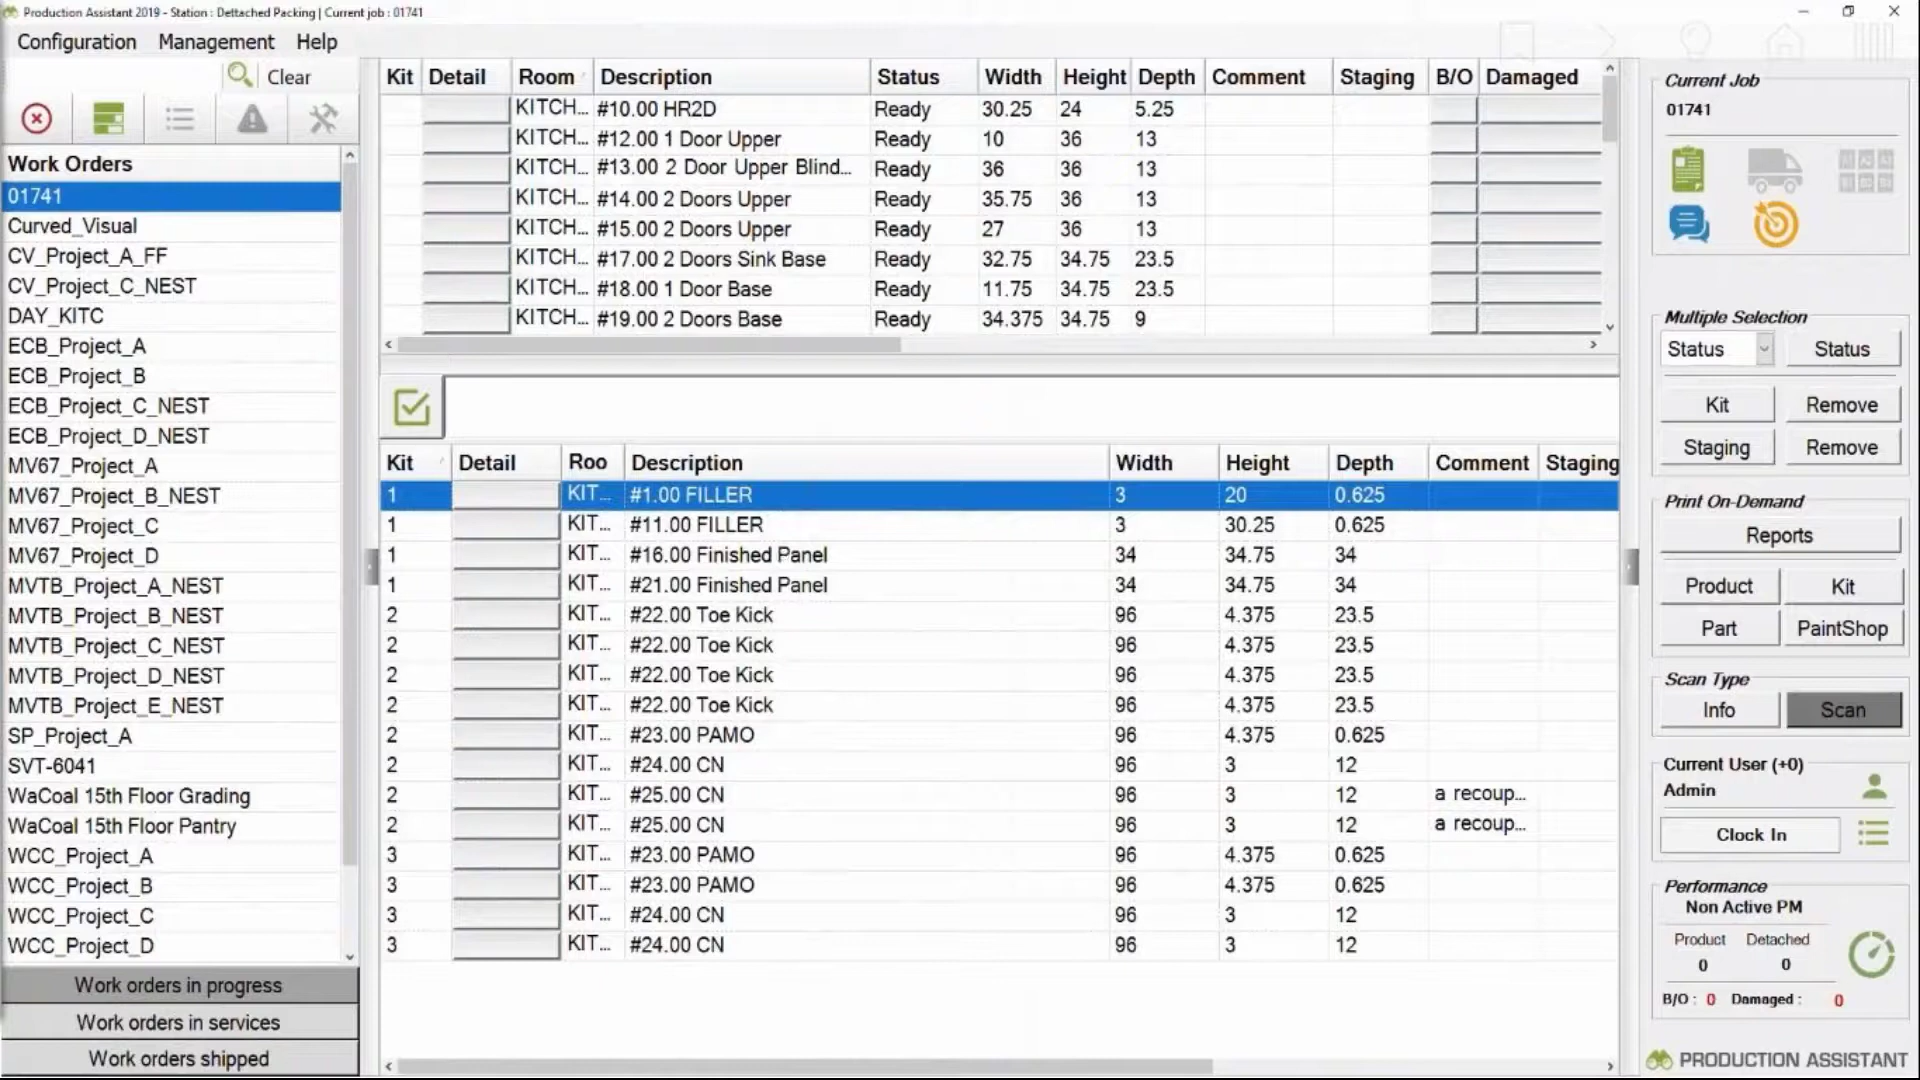 Production Assistant 2019 - Station : Dettached Packing | Current job : 01741
Configuration Management Help
Clear
Work Orders
01741
Curved_Visual
CV_Project_A_FF
CV_Project_C_NEST
DAY_KITC
ECB_Project_A
ECB_Project_B
ECB_Project_C_NEST
ECB_Project_D_NEST
MV67_Project_A
MV67_Project_B_NEST
MV67_Project_C
MV67_Project_D
MVTB_Project_A_NEST
MVTB_Project_B_NEST
MVTB_Project_C_NEST
MVTB_Project_D_NEST
MVTB_Project_E_NEST
SP_Project_A
SVT-6041
WaCoal 15th Floor Grading
WaCoal 15th Floor Pantry
WCC_Project_A
WCC_Project_B
WCC_Project_C
WCC_Project_D
Work orders in progress
Work orders in services
Work orders shipped
Kit Detail Room Description Status Width Height Depth Comment Staging B/O Damaged
KITCH... #10.00 HR2D Ready 30.25 24 5.25
KITCH... #12.00 1 Door Upper Ready 10 36 13
KITCH... #13.00 2 Door Upper Blind... Ready 36 36 13
KITCH... #14.00 2 Doors Upper Ready 35.75 36 13
KITCH... #15.00 2 Doors Upper Ready 27 36 13
KITCH... #17.00 2 Doors Sink Base Ready 32.75 34.75 23.5
KITCH... #18.00 1 Door Base Ready 11.75 34.75 23.5
KITCH... #19.00 2 Doors Base Ready 34.375 34.75 9
Kit Detail Roo Description Width Height Depth Comment Staging
1 KIT... #1.00 FILLER 3 20 0.625
1 KIT... #11.00 FILLER 3 30.25 0.625
1 KIT... #16.00 Finished Panel 34 34.75 34
1 KIT... #21.00 Finished Panel 34 34.75 34
2 KIT... #22.00 Toe Kick 96 4.375 23.5
2 KIT... #22.00 Toe Kick 96 4.375 23.5
2 KIT... #22.00 Toe Kick 96 4.375 23.5
2 KIT... #22.00 Toe Kick 96 4.375 23.5
2 KIT... #23.00 PAMO 96 4.375 0.625
2 KIT... #24.00 CN 96 3 12
2 KIT... #25.00 CN 96 3 12 a recoup...
2 KIT... #25.00 CN 96 3 12 a recoup...
3 KIT... #23.00 PAMO 96 4.375 0.625
3 KIT... #23.00 PAMO 96 4.375 0.625
3 KIT... #24.00 CN 96 3 12
3 KIT... #24.00 CN 96 3 12
Current Job
01741
Multiple Selection
Status Status
Kit Remove
Staging Remove
Print On-Demand
Reports
Product Kit
Part PaintShop
Scan Type
Info Scan
Current User (+0)
Admin
Clock In
Performance
Non Active PM
Product Detached
0 0
B/O : 0 Damaged : 0
PRODUCTION ASSISTANT